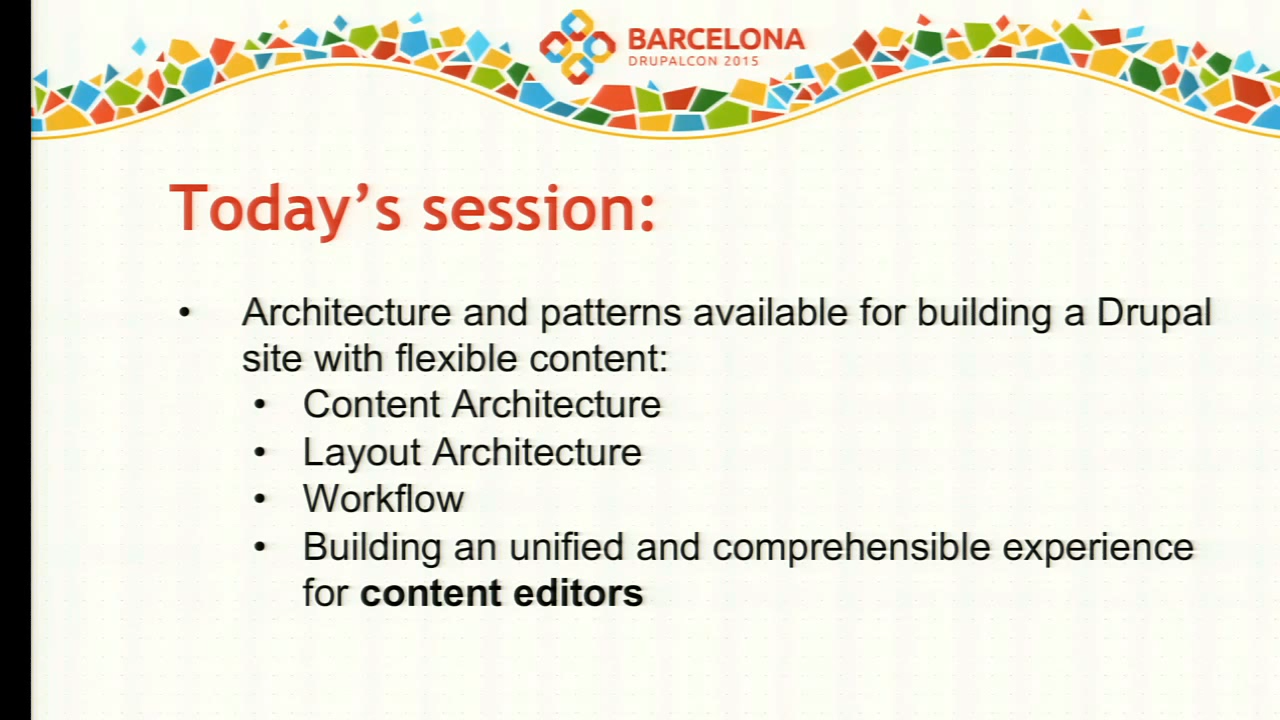 BARCELONA
DRUPALCON 2015
Today’s session:
• Architecture and patterns available for building a Drupal
site with flexible content:
• Content Architecture
• Layout Architecture
• Workflow
• Building an unified and comprehensible experience
for content editors